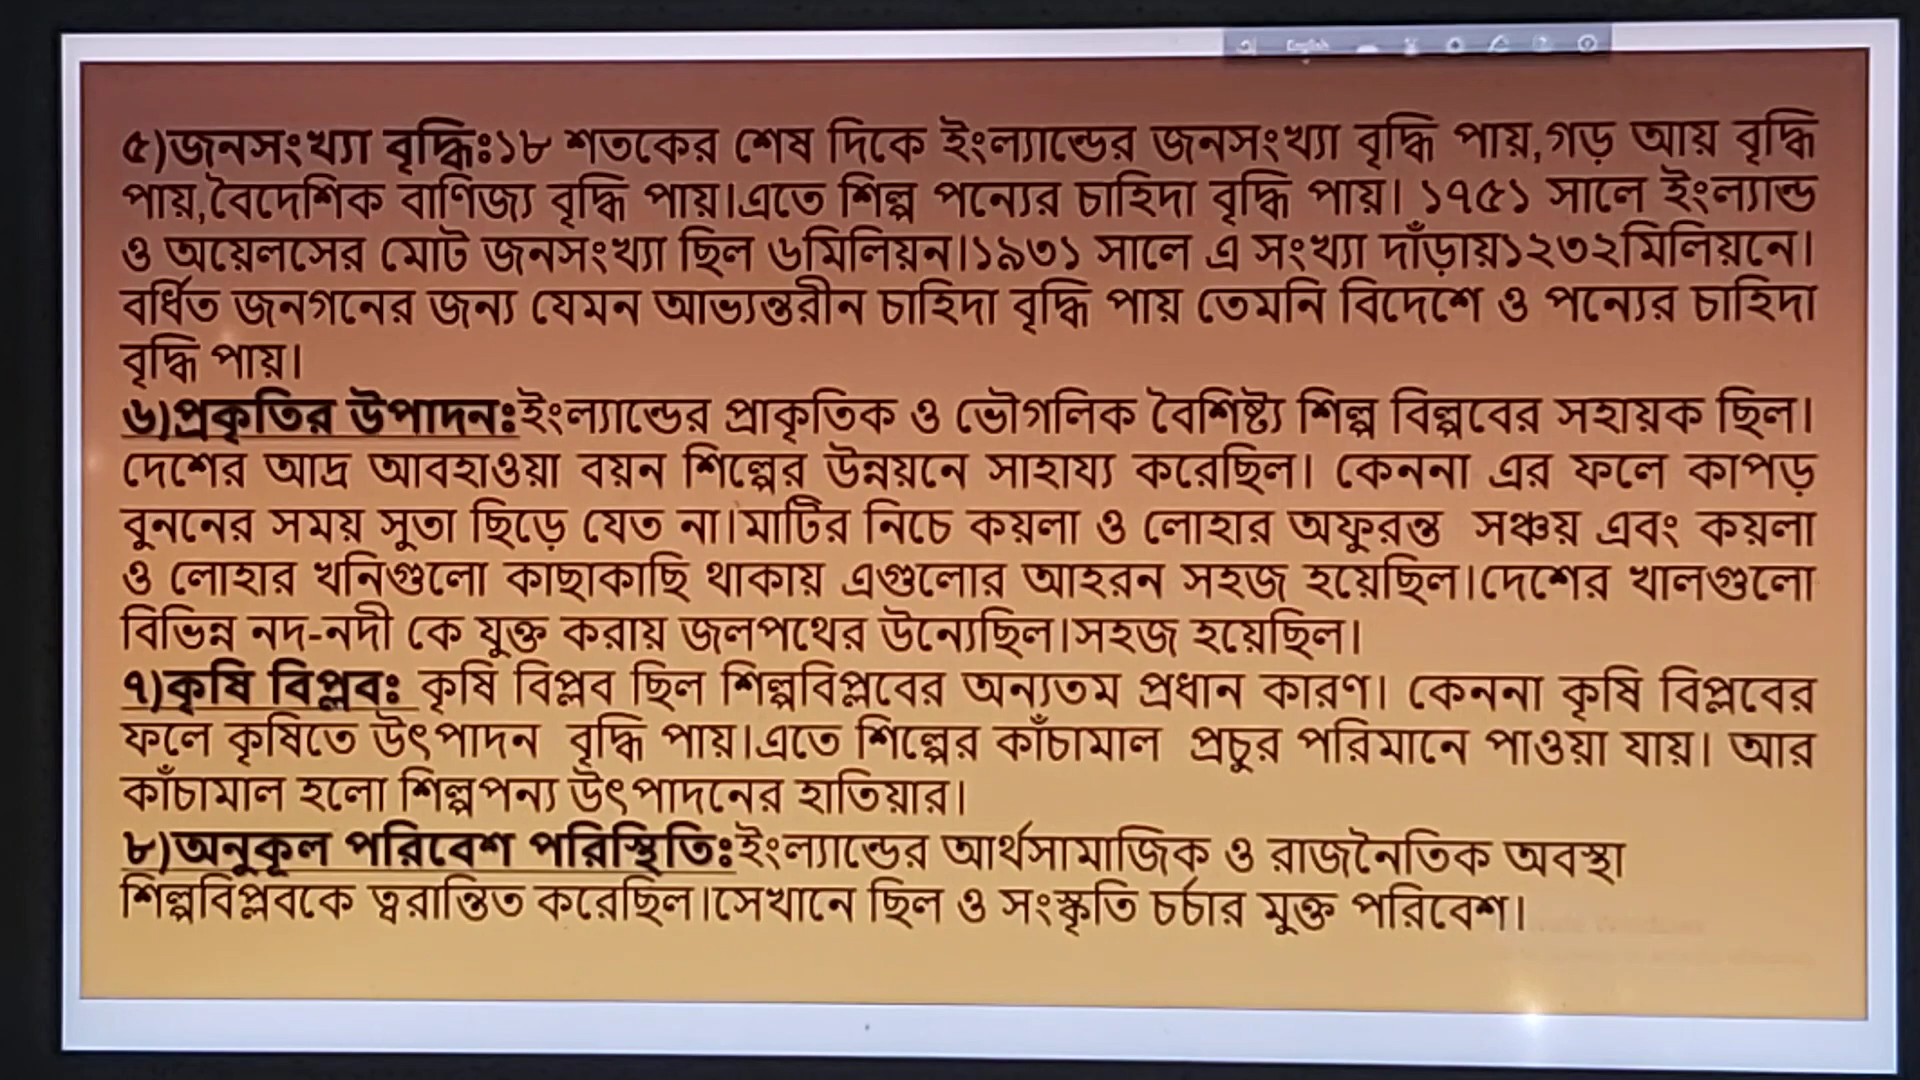 English
৫)জনসংখ্যা বৃদ্ধিঃ১৮ শতকের শেষ দিকে ইংল্যান্ডের জনসংখ্যা বৃদ্ধি পায়,গড় আয় বৃদ্ধি
পায়,বৈদেশিক বাণিজ্য বৃদ্ধি পায়।এতে শিল্প পন্যের চাহিদা বৃদ্ধি পায়। ১৭৫১ সালে ইংল্যান্ড
ও অয়েলসের মোট জনসংখ্যা ছিল ৬মিলিয়ন।১৯৩১ সালে এ সংখ্যা দাঁড়ায়১২৩২মিলিয়নে।
বর্ধিত জনগনের জন্য যেমন আভ্যন্তরীন চাহিদা বৃদ্ধি পায় তেমনি বিদেশে ও পন্যের চাহিদা
বৃদ্ধি পায়।
৬)প্রকৃতির উপাদনঃইংল্যান্ডের প্রাকৃতিক ও ভৌগলিক বৈশিষ্ট্য শিল্প বিল্পবের সহায়ক ছিল।
দেশের আদ্র আবহাওয়া বয়ন শিল্পের উন্নয়নে সাহায্য করেছিল। কেননা এর ফলে কাপড়
বুননের সময় সুতা ছিড়ে যেত না।মাটির নিচে কয়লা ও লোহার অফুরন্ত সঞ্চয় এবং কয়লা
ও লোহার খনিগুলো কাছাকাছি থাকায় এগুলোর আহরন সহজ হয়েছিল।দেশের খালগুলো
বিভিন্ন নদ-নদী কে যুক্ত করায় জলপথের উন্যেছিল।সহজ হয়েছিল।
৭)কৃষি বিপ্লবঃ কৃষি বিপ্লব ছিল শিল্পবিপ্লবের অন্যতম প্রধান কারণ। কেননা কৃষি বিপ্লবের
ফলে কৃষিতে উৎপাদন বৃদ্ধি পায়।এতে শিল্পের কাঁচামাল প্রচুর পরিমানে পাওয়া যায়। আর
কাঁচামাল হলো শিল্পপন্য উৎপাদনের হাতিয়ার।
৮)অনুকূল পরিবেশ পরিস্থিতিঃইংল্যান্ডের আর্থসামাজিক ও রাজনৈতিক অবস্থা
শিল্পবিপ্লবকে ত্বরান্তিত করেছিল।সেখানে ছিল ও সংস্কৃতি চর্চার মুক্ত পরিবেশ।